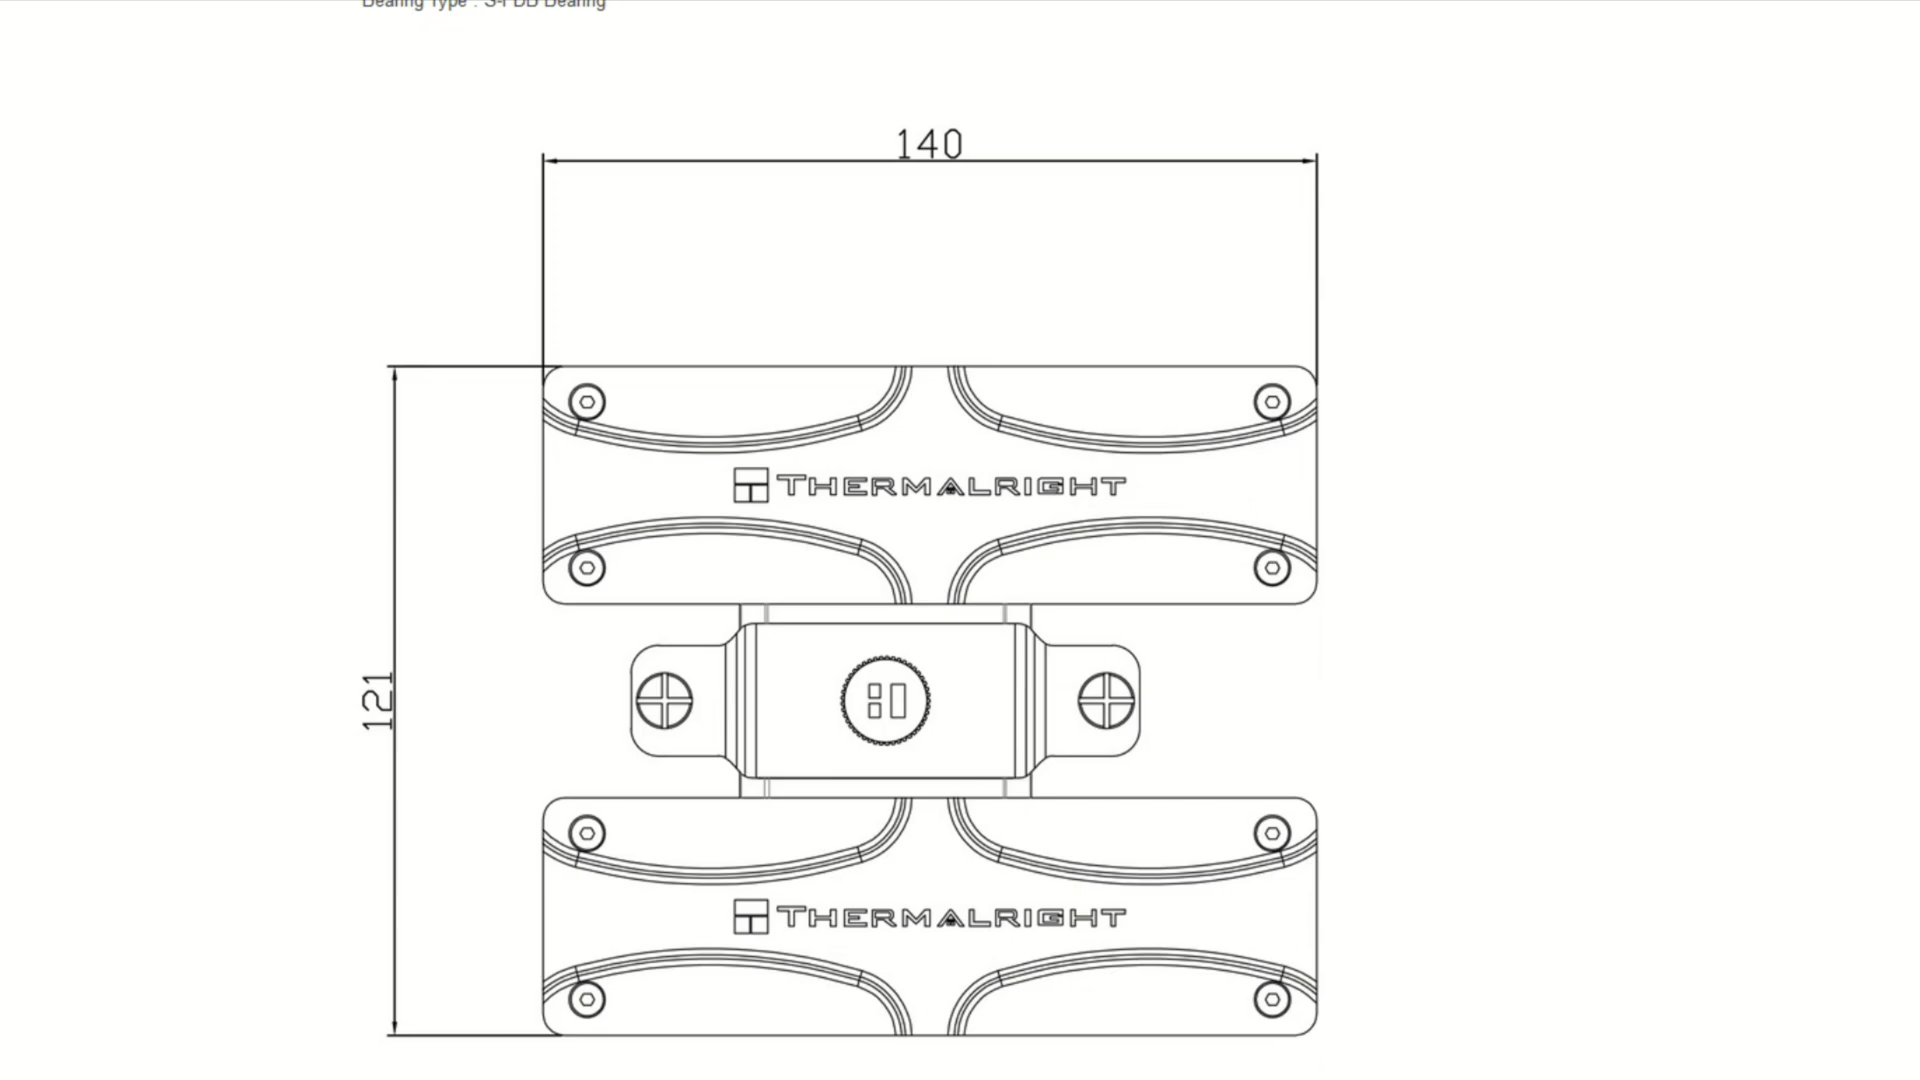 Bearing Type : S-FDB Bearing
140
THERMALRIGHT
121
THERMALRIGHT